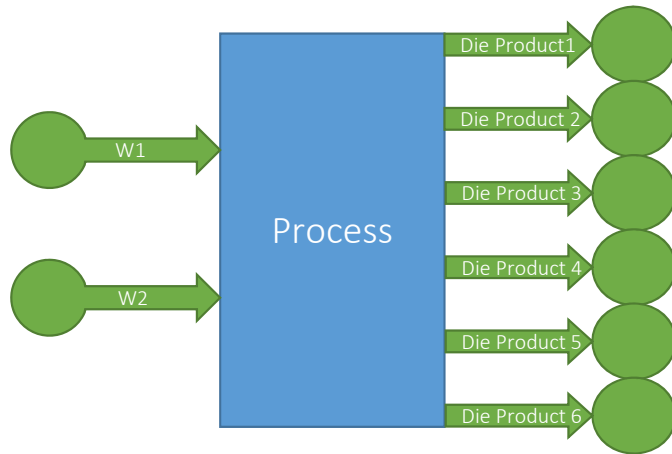 Die Product1
Die Product 2
W1
Die Product 3
Process
Die Product 4
W2
Die Product 5
Die Product 6